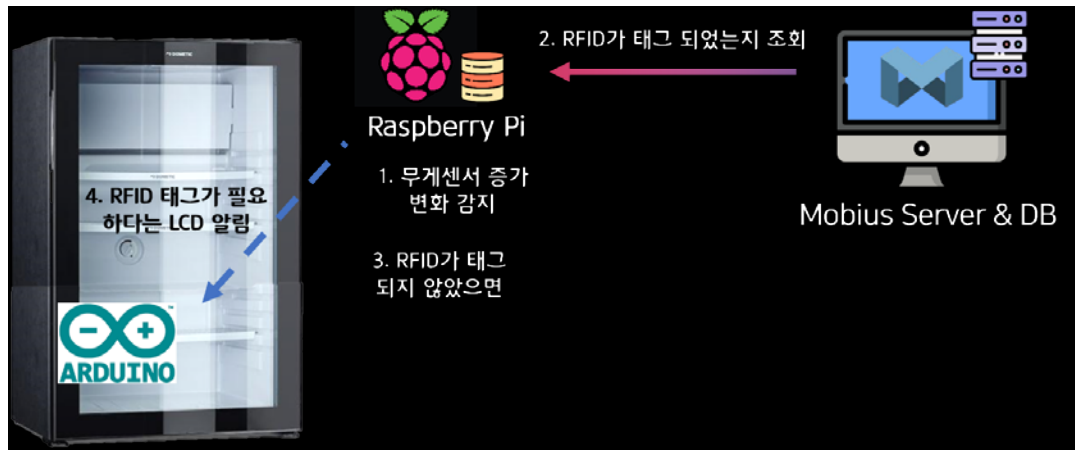 2. RFID가 태그 되었는지 조회
Raspberry Pi
1. 무게센서 증가
변화 감지
3. RFID가 태그
되지 않았으면
4. RFID 태그가 필요
하다는 LCD 알림
ARDUINO
Mobius Server & DB